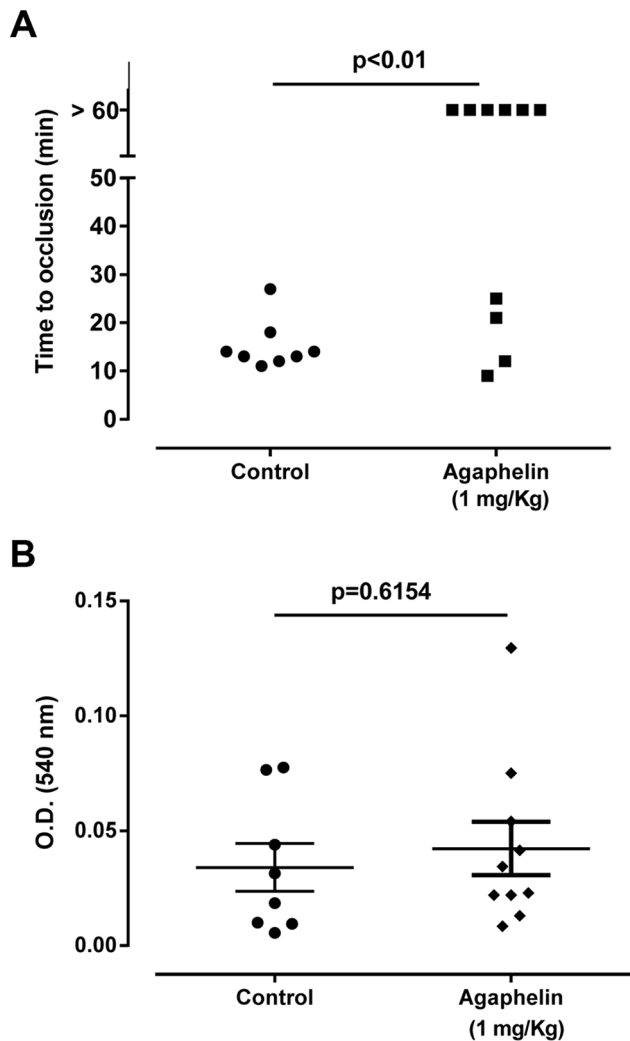 A
p<0.01
Time to occlusion (min)
> 60
50
40
30
20
10
0
Control
Agaphelin
(1 mg/Kg)
B
p=0.6154
O.D. (540 nm)
0.15
0.10
0.05
0.00
Control
Agaphelin
(1 mg/Kg)